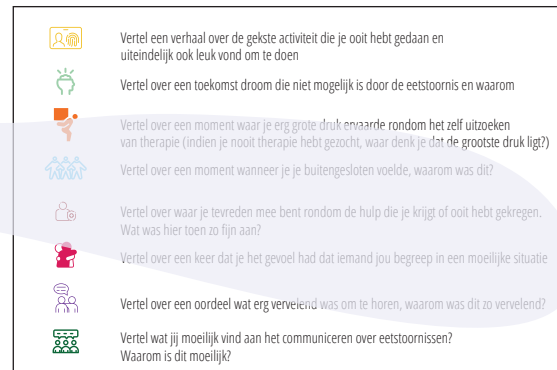 Vertel een verhaal over de gekste activiteit die je ooit hebt gedaan en
uiteindelijk ook leuk vond om te doen
Vertel over een toekomst droom die niet mogelijk is door de eetstoornis en waarom
Vertel over een moment waar je erg grote druk ervaarde rondom het zelf uitzoeken
van therapie (indien je nooit therapie hebt gezocht, waar denk je dat de grootste druk ligt?)
Vertel over een moment wanneer je je buitengesloten voelde, waarom was dit?
Vertel over waar je tevreden mee bent rondom de hulp die je krijgt of ooit hebt gekregen.
Wat was hier toen zo fijn aan?
Vertel over een keer dat je het gevoel had dat iemand jou begreep in een moeilijke situatie
Vertel over een oordeel wat erg vervelend was om te horen, waarom was dit zo vervelend?
Vertel wat jij moeilijk vind aan het communiceren over eetstoornissen?
Waarom is dit moeilijk?